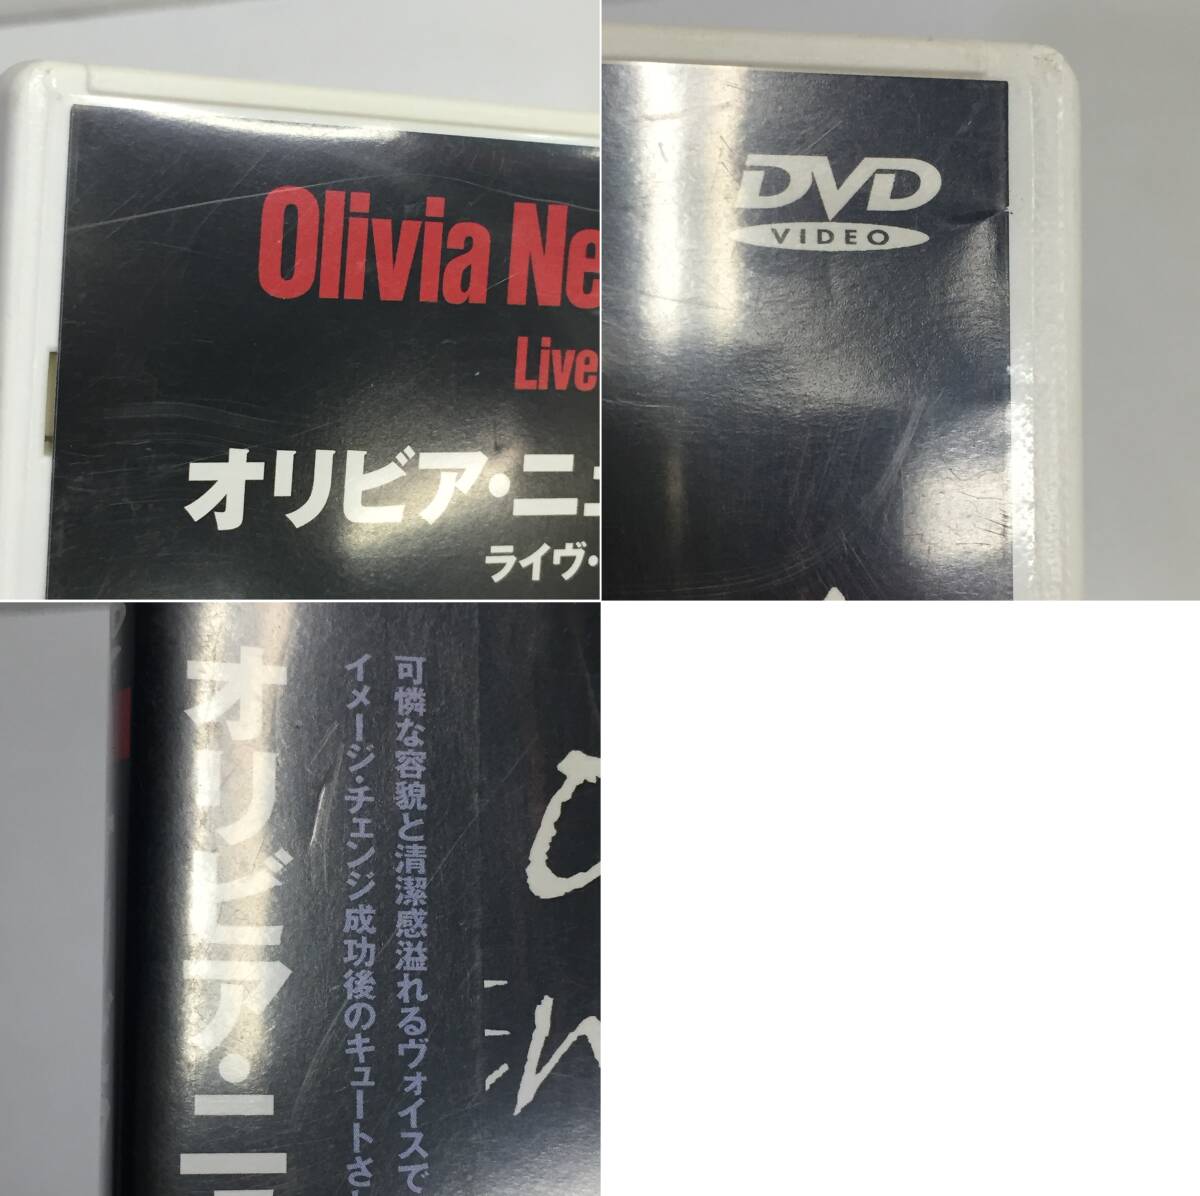 Olivia Ne
Live
オリビア・ニュ
ライヴ・
DVD
VIDEO
オリビア・ニュ
可憐な容貌と清潔感溢れるヴォイスで
イメージ・チェンジ成功後のキュートさ